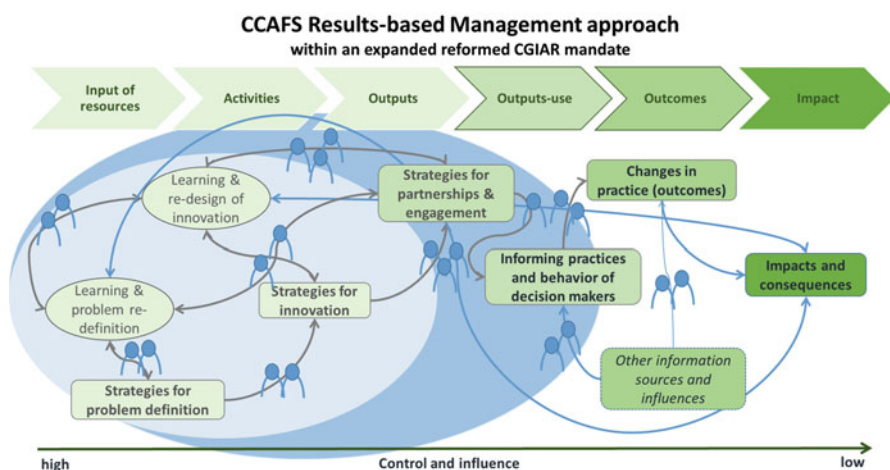 CCAFS Results-based Management approach
within an expanded reformed CGIAR mandate
Input of
resources
Activities
Outputs
Outputs-use
Outcomes
Impact
Learning &
re-design of
innovation
Strategies for
partnerships &
engagement
Changes in
practice (outcomes)
Informing practices
and behavior of
decision makers
Impacts and
consequences
Learning &
problem re-
definition
Strategies for
innovation
Other information
sources and
influences
Strategies for
problem definition
high
Control and influence
low